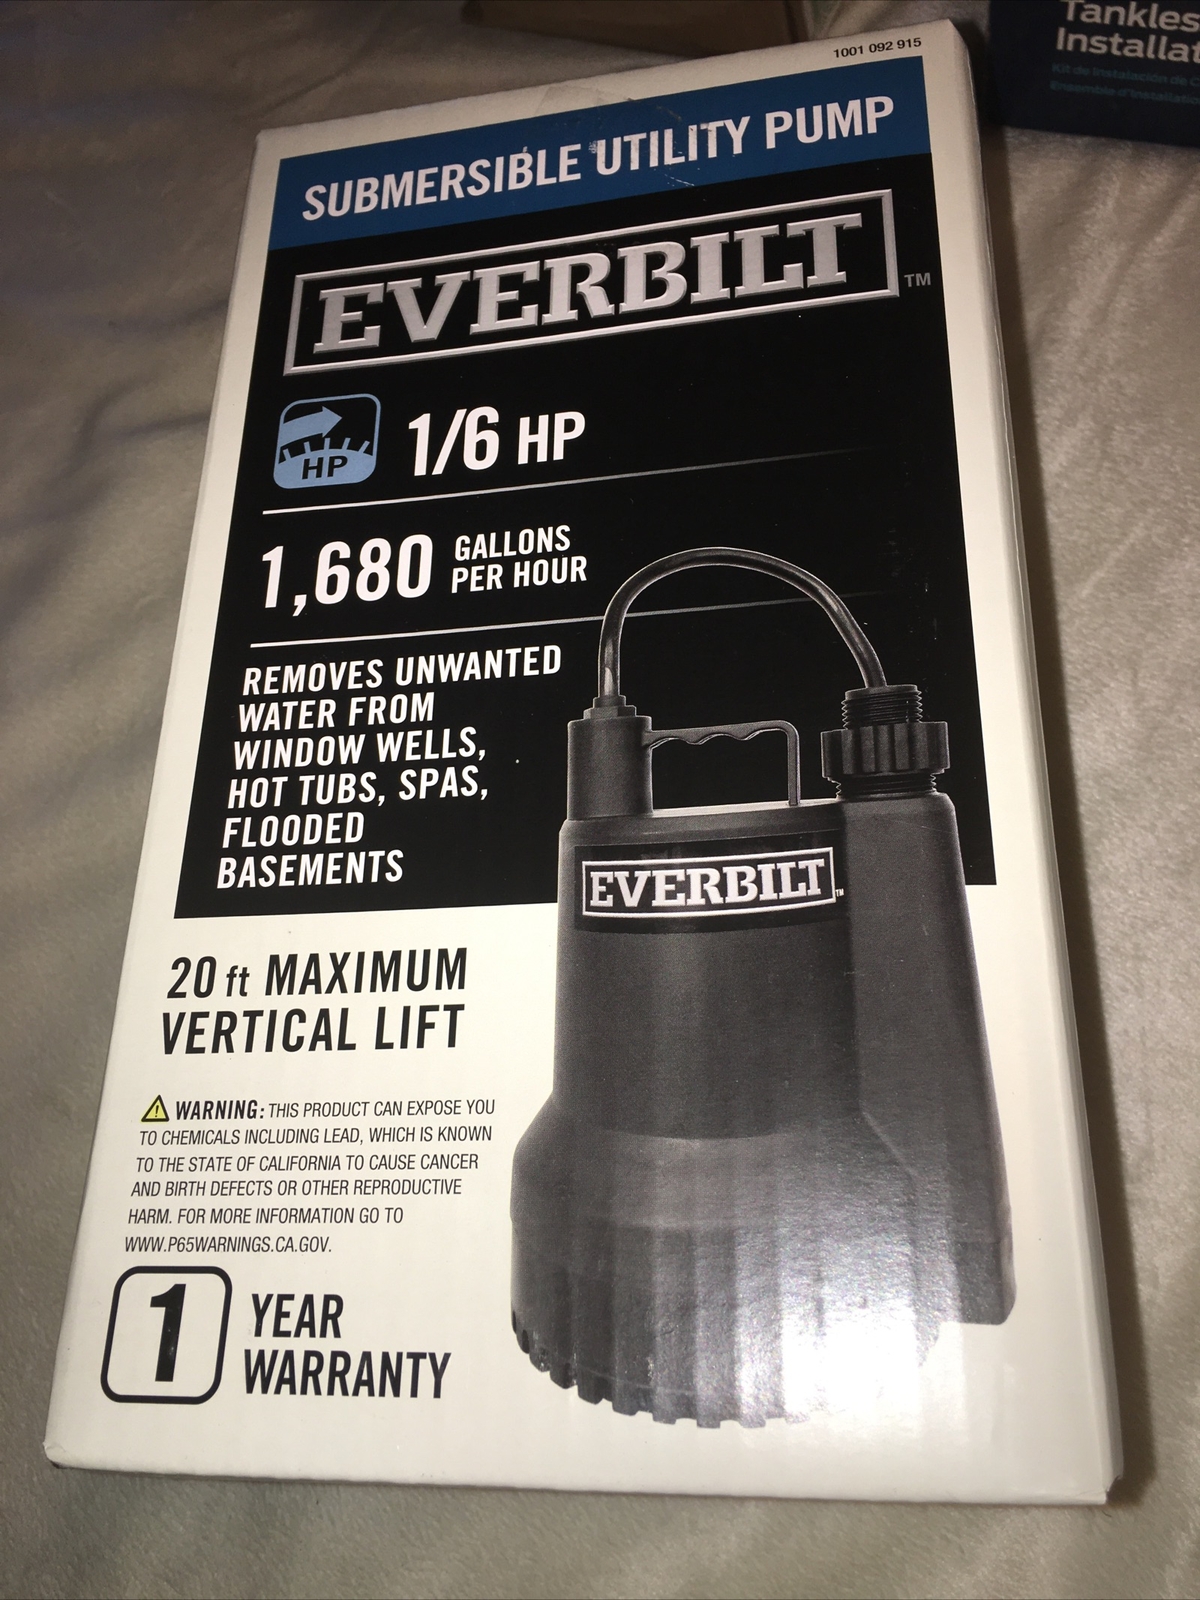 1001 092 915
Tankles
Installat
SUBMERSIBLE UTILITY PUMP
EVERBILT™
HP
1/6 HP
1,680 GALLONS
PER HOUR
REMOVES UNWANTED
WATER FROM
WINDOW WELLS,
HOT TUBS, SPAS,
FLOODED
BASEMENTS
EVERBILT™
20 ft MAXIMUM
VERTICAL LIFT
WARNING: THIS PRODUCT CAN EXPOSE YOU
TO CHEMICALS INCLUDING LEAD, WHICH IS KNOWN
TO THE STATE OF CALIFORNIA TO CAUSE CANCER
AND BIRTH DEFECTS OR OTHER REPRODUCTIVE
HARM. FOR MORE INFORMATION GO TO
WWW.P65WARNINGS.CA.GOV.
1 YEAR
WARRANTY